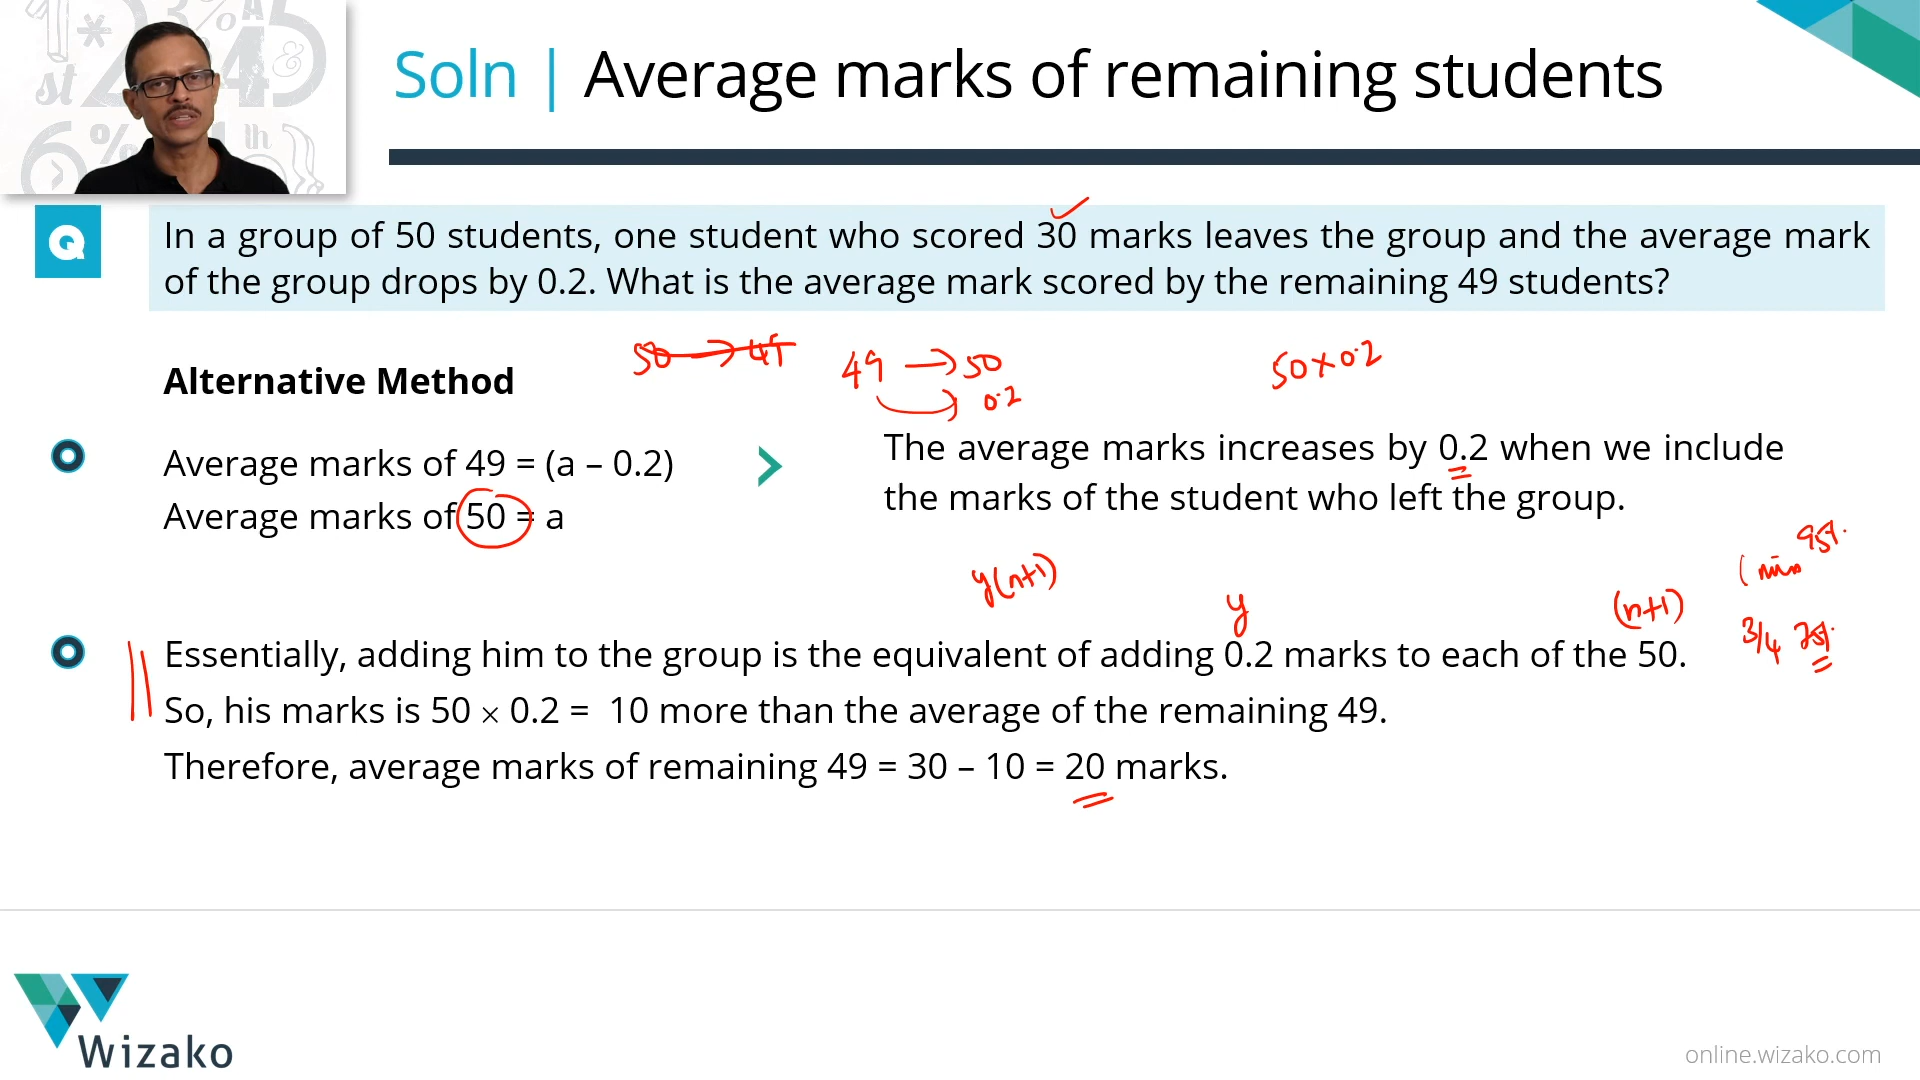 Soln | Average marks of remaining students
Q
In a group of 50 students, one student who scored 30 marks leaves the group and the average mark
of the group drops by 0.2. What is the average mark scored by the remaining 49 students?
50 → 49
49 → 50
0.2
50 × 0.2
Alternative Method
Average marks of 49 = (a – 0.2)
Average marks of 50 = a
The average marks increases by 0.2 when we include
the marks of the student who left the group.
y(n+1)
y
(n+1)
(min
3/4
Essentially, adding him to the group is the equivalent of adding 0.2 marks to each of the 50.
So, his marks is 50 × 0.2 = 10 more than the average of the remaining 49.
Therefore, average marks of remaining 49 = 30 – 10 = 20 marks.
Wizako
online.wizako.com